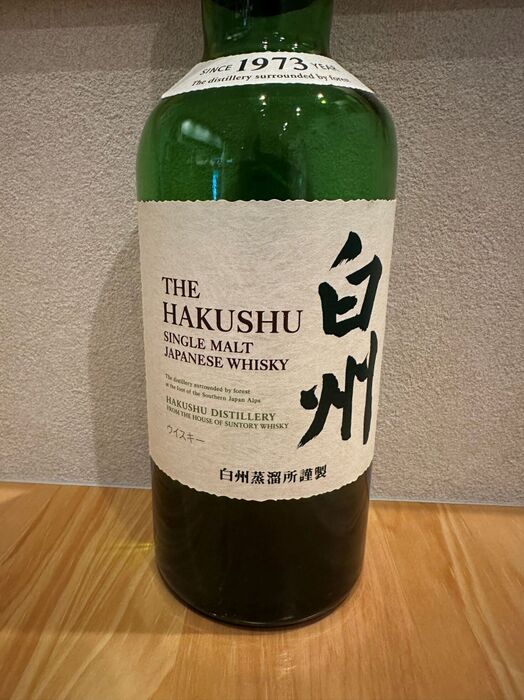 SINCE 1973 YEAR
The distillery surrounded by forest
THE
HAKUSHU
SINGLE MALT
JAPANESE WHISKY
白州
The distillery surrounded by forest
at the foot of the Southern Japan Alps
HAKUSHU DISTILLERY
FROM THE HOUSE OF SUNTORY WHISKY
ウイスキー
白州蒸溜所謹製